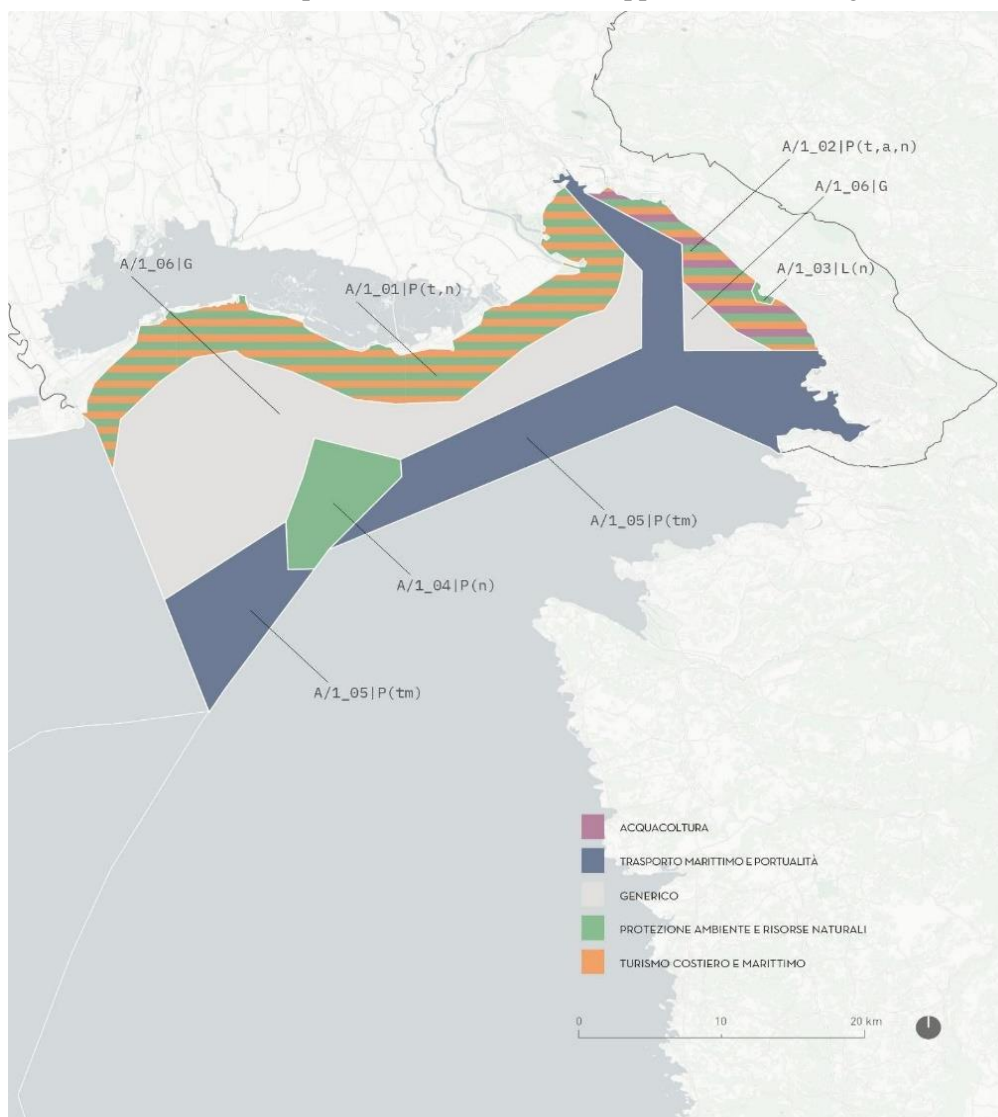 A/1_02|P(t,a,n)
A/1_06|G
A/1_06|G
A/1_03|L(n)
A/1_01|P(t,n)
A/1_05|P(tm)
A/1_04|P(n)
A/1_05|P(tm)
ACQUACOLTURA
TRASPORTO MARITTIMO E PORTUALITÀ
GENERICO
PROTEZIONE AMBIENTE E RISORSE NATURALI
TURISMO COSTIERO E MARITTIMO
0 10 20 km